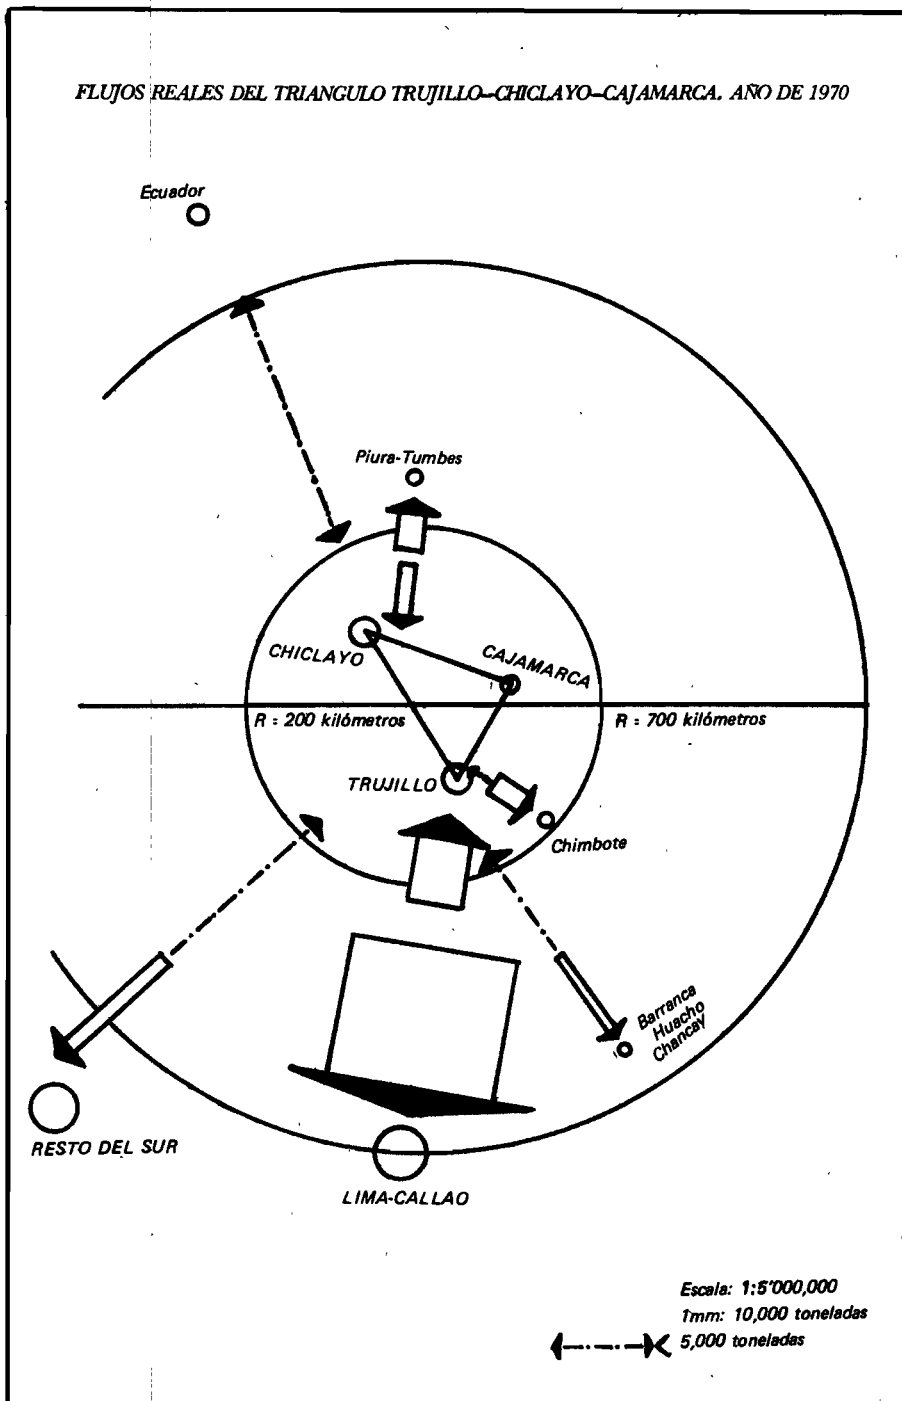 FLUJOS REALES DEL TRIANGULO TRUJILLO—CHICLAYO—CAJAMARCA. AÑO DE 1970
Ecuador
Piura-Tumbes
CHICLAYO
CAJAMARCA
R : 200 kilómetros
R : 700 kilómetros
TRUJILLO
Chimbote
Barranca
Huacho
Chancay
RESTO DEL SUR
LIMA-CALLAO
Escala: 1:5'000,000
1mm: 10,000 toneladas
5,000 toneladas